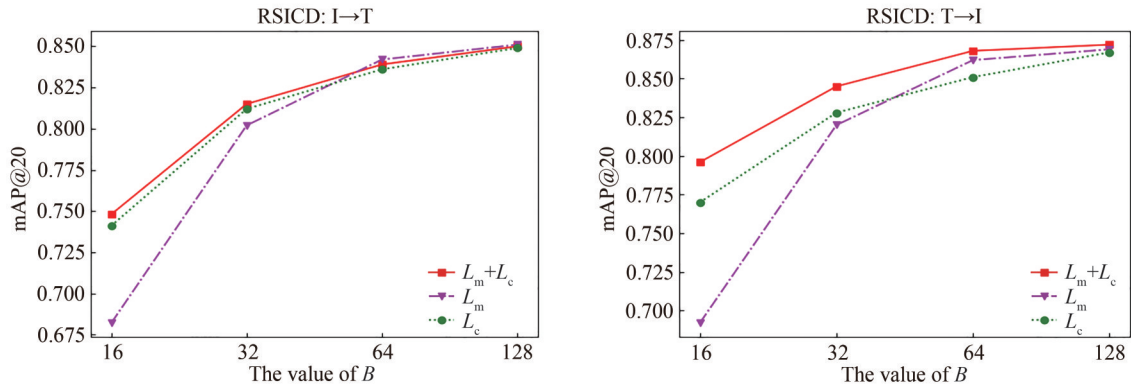 RSICD: I→T
0.850
0.825
0.800
0.775
0.750
0.725
0.700
0.675
mAP@20
16 32 64 128
The value of B
Lm+Lc
Lm
Lc
RSICD: T→I
0.875
0.850
0.825
0.800
0.775
0.750
0.725
0.700
mAP@20
16 32 64 128
The value of B
Lm+Lc
Lm
Lc